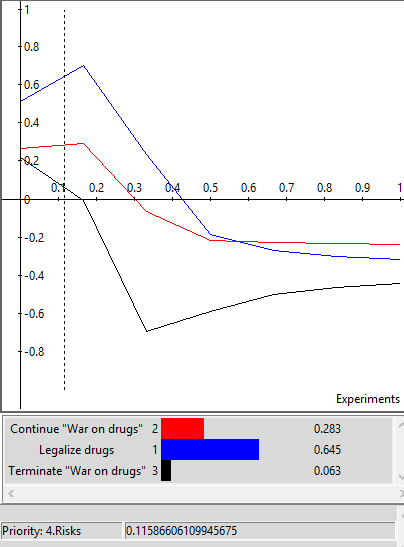 1
0.8
0.6
0.4
0.2
0.1 0.2 0.3 0.4 0.5 0.6 0.7 0.8 0.9 1
0
-0.2
-0.4
-0.6
-0.8
Experiments
Continue "War on drugs" 2 0.283
Legalize drugs 1 0.645
Terminate "War on drugs" 3 0.063
Priority: 4.Risks 0.11586606109945675